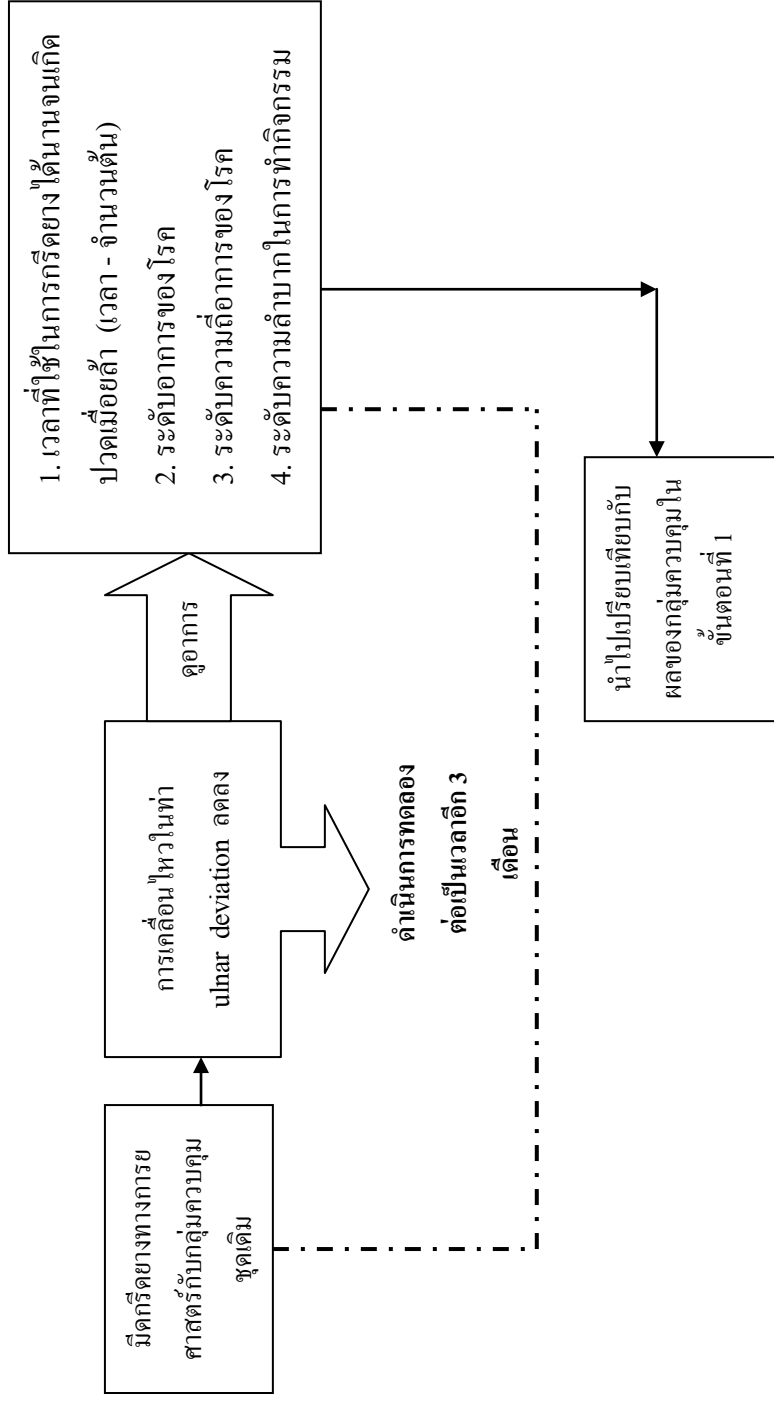 มีดกรีดยางทางการย
ศาสตร์กับกลุ่มควบคุม
ชุดเดิม
การเคลื่อนไหวในท่า
ulnar deviation ลดลง
ดูอาการ
1. เวลาที่ใช้ในการกรีดยางได้นานจนเกิด
ปวดเมื่อยล้า (เวลา - จำนวนต้น)
2. ระดับอาการของโรค
3. ระดับความถี่อาการของโรค
4. ระดับความลำบากในการทำกิจกรรม
ดำเนินการทดลอง
ต่อเป็นเวลาอีก 3
เดือน
นำไปเปรียบเทียบกับ
ผลของกลุ่มควบคุมใน
ขั้นตอนที่ 1